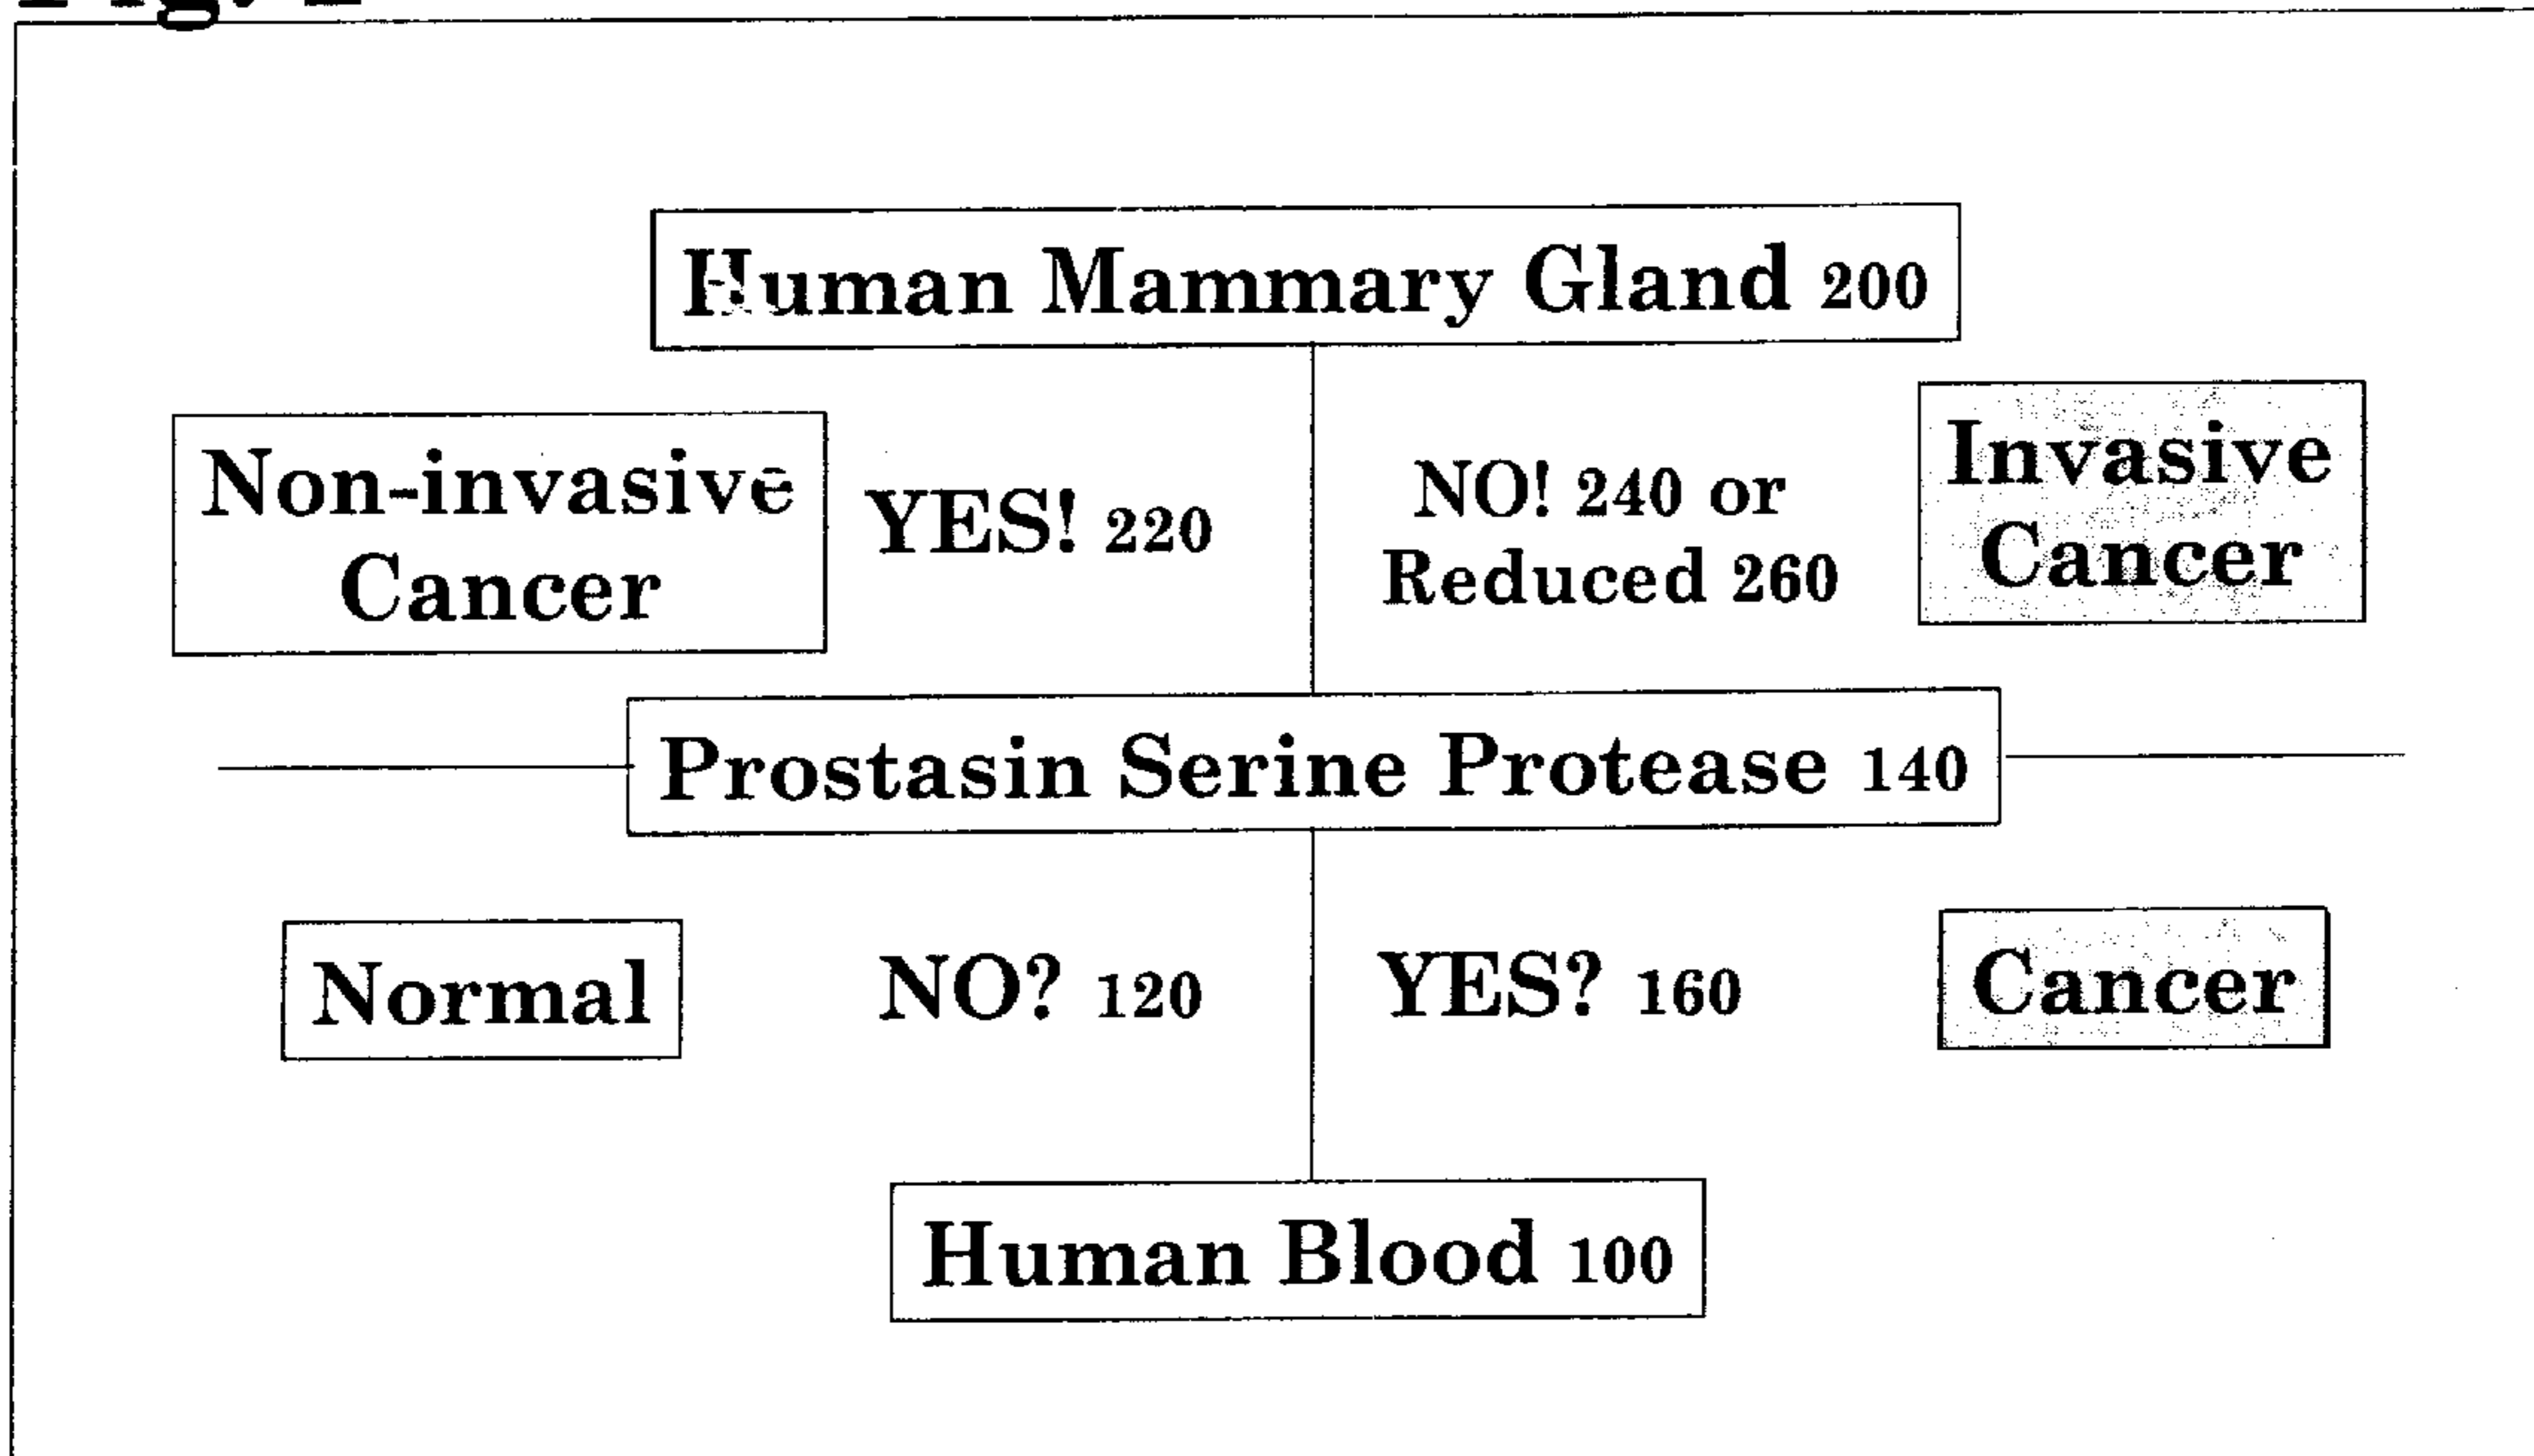 Human Mammary Gland 200
Non-invasive
Cancer
YES! 220
NO! 240 or
Reduced 260
Invasive
Cancer
Prostasin Serine Protease 140
Normal
NO? 120
YES? 160
Cancer
Human Blood 100